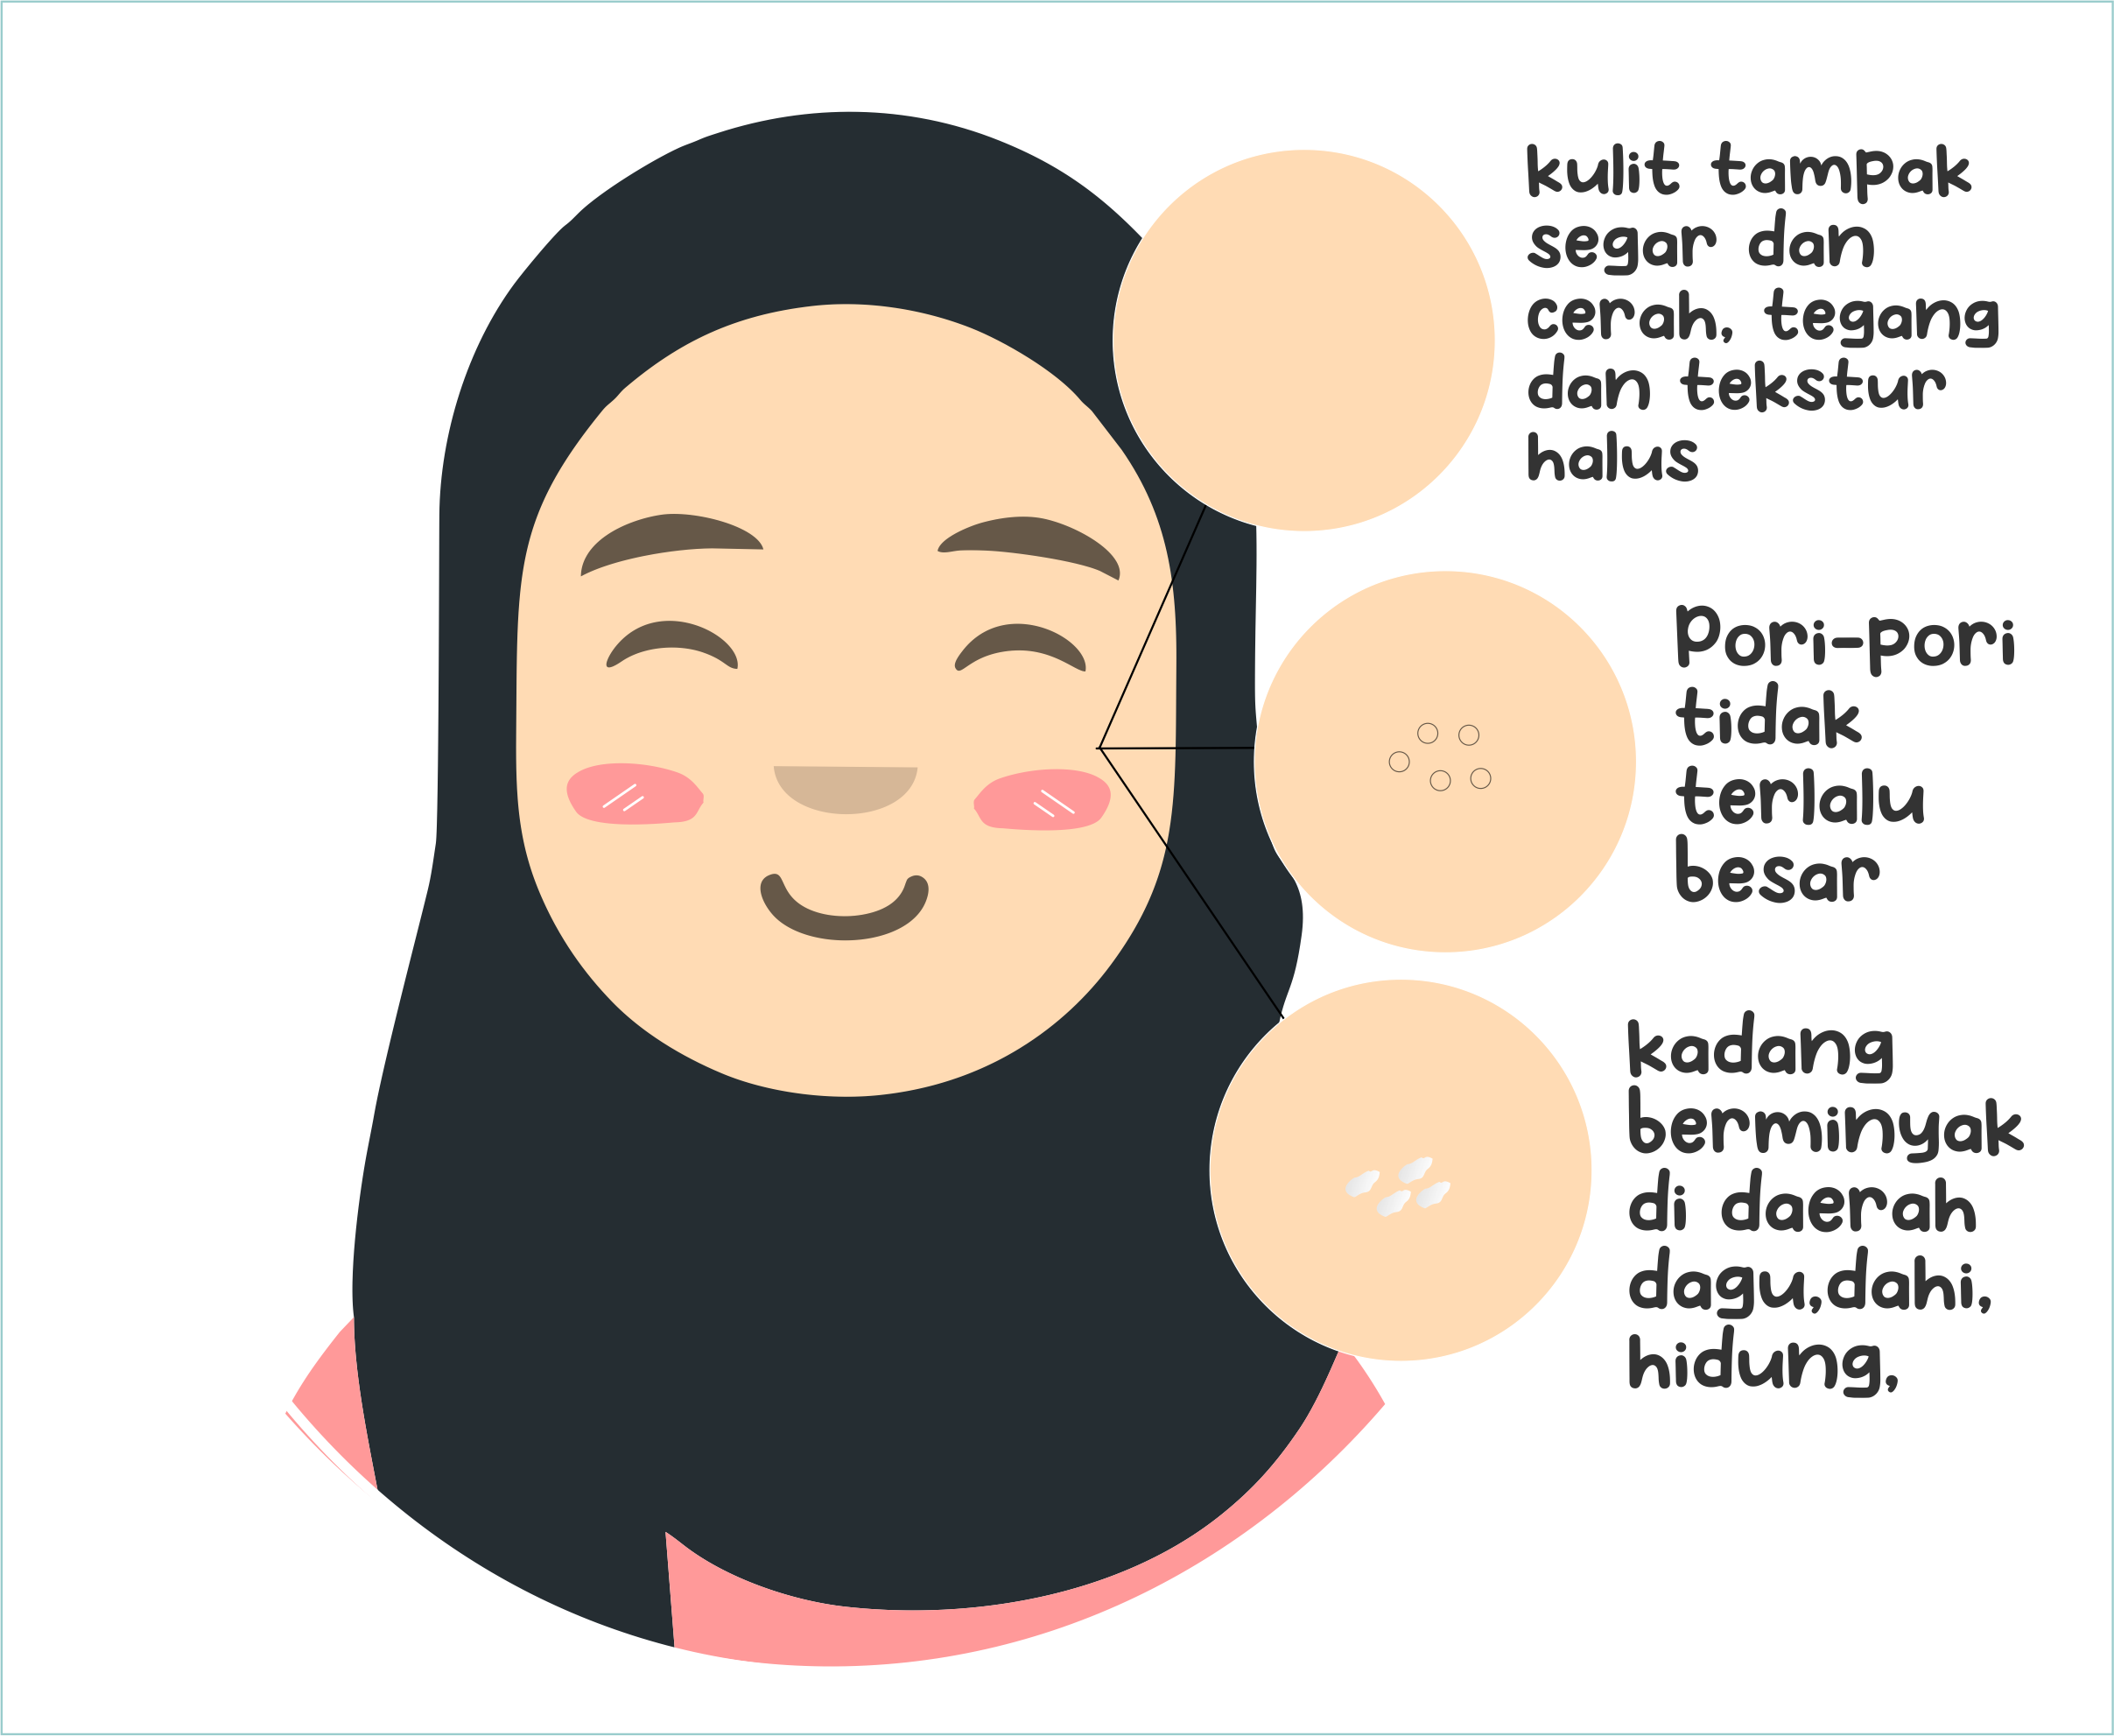 kulit tampak
segar dan
cerah, tegang
dan tekstur
halus
Pori-pori
tidak
terlalu
besar
kadang
berminyak
di daerah
dagu,dahi,
hidung,